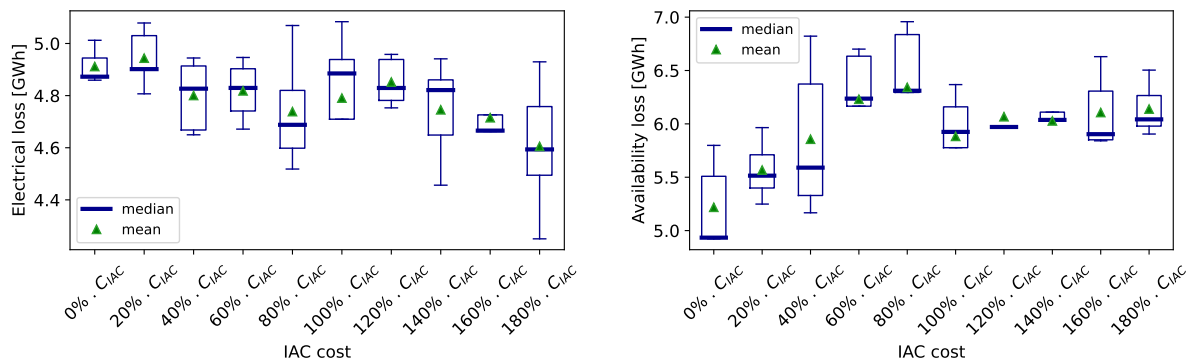 Electrical loss [GWh]
5.0
4.8
4.6
4.4
median
mean
0% . C_IAC
20% . C_IAC
40% . C_IAC
60% . C_IAC
80% . C_IAC
100% . C_IAC
120% . C_IAC
140% . C_IAC
160% . C_IAC
180% . C_IAC
IAC cost
Availability loss [GWh]
7.0
6.5
6.0
5.5
5.0
median
mean
0% . C_IAC
20% . C_IAC
40% . C_IAC
60% . C_IAC
80% . C_IAC
100% . C_IAC
120% . C_IAC
140% . C_IAC
160% . C_IAC
180% . C_IAC
IAC cost